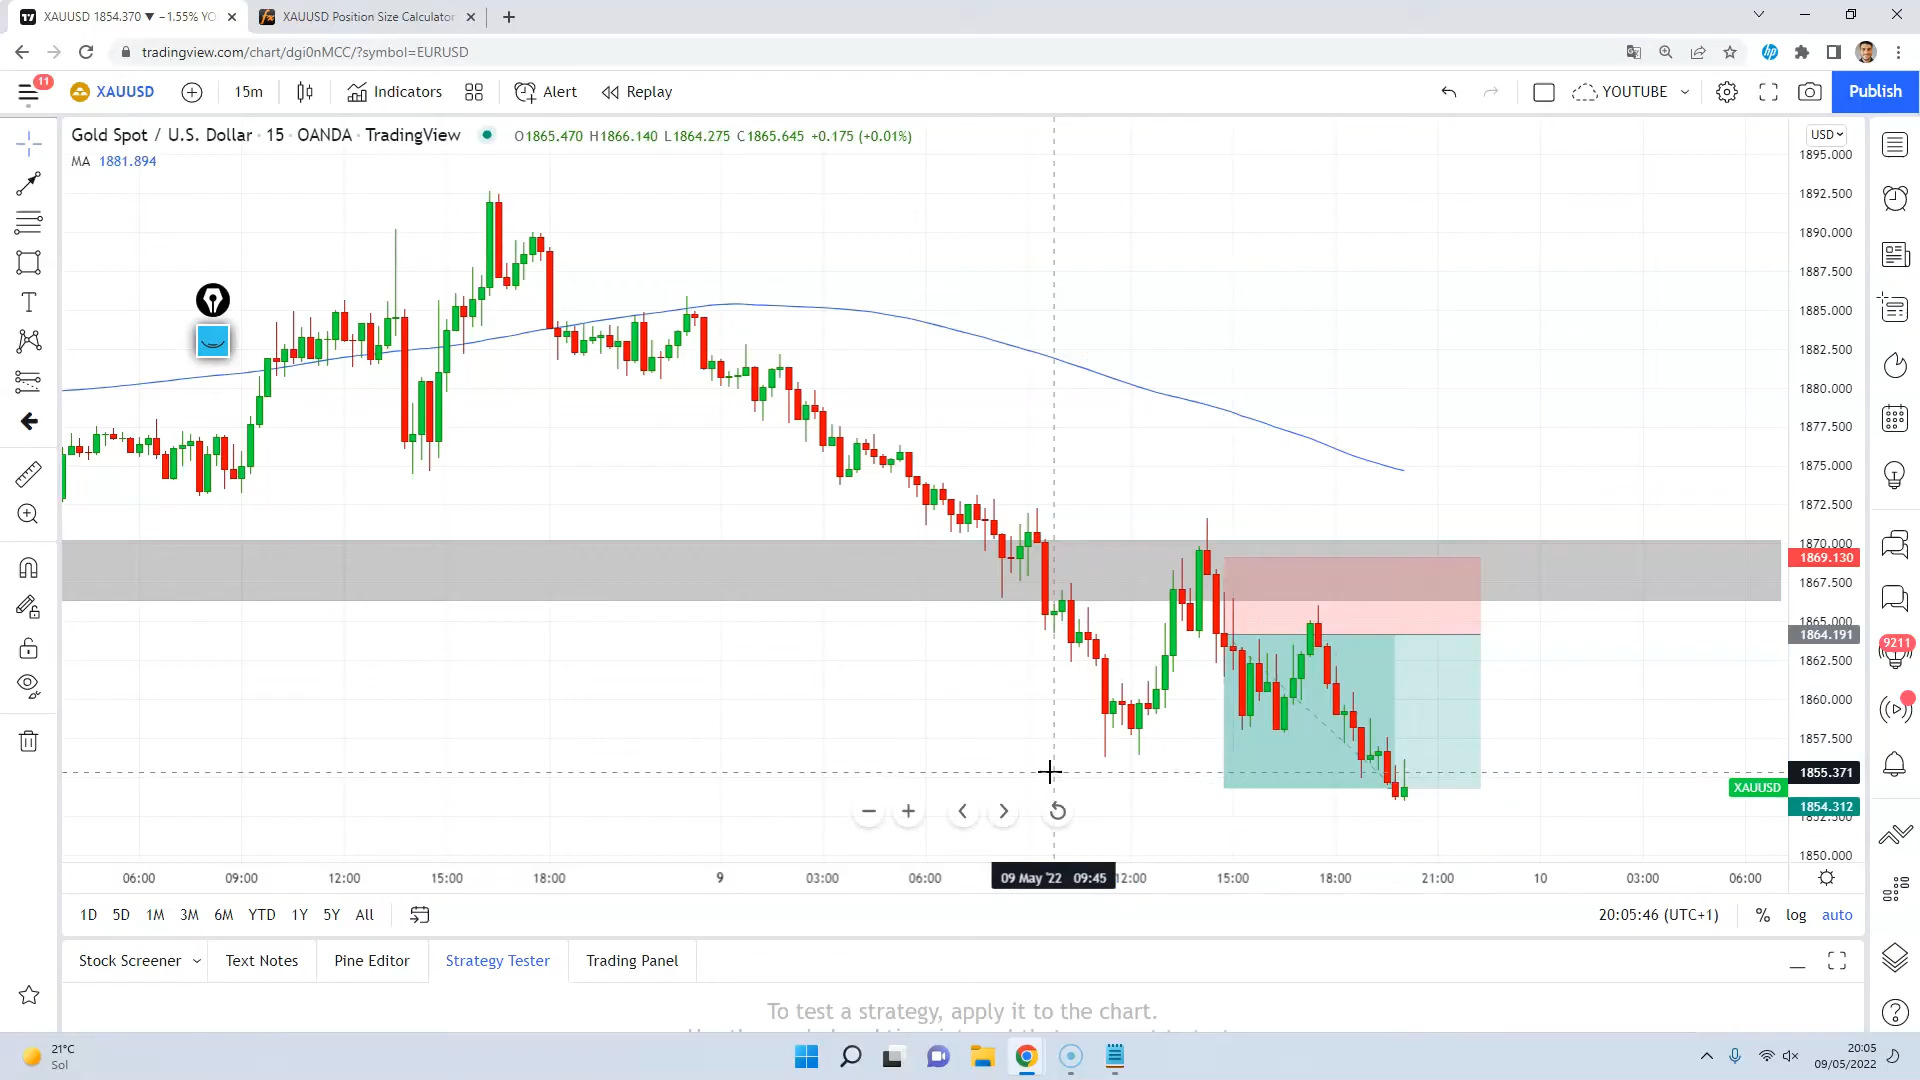 XAUUSD 1854.370 ▼ −1.55% YO
XAUUSD Position Size Calculator
tradingview.com/chart/dgi0nMCC/?symbol=EURUSD
11
XAUUSD
15m
Indicators
Alert
Replay
YOUTUBE
Publish
Gold Spot / U.S. Dollar · 15 · OANDA · TradingView
O1865.470 H1866.140 L1864.275 C1865.645 +0.175 (+0.01%)
MA 1881.894
USD
1895.000
1892.500
1890.000
1887.500
1885.000
1882.500
1880.000
1877.500
1875.000
1872.500
1870.000
1869.130
1867.500
1865.000
1864.191
1862.500
1860.000
1857.500
1855.371
XAUUSD
1854.312
1852.500
1850.000
9211
06:00 09:00 12:00 15:00 18:00 9 03:00 06:00 09 May '22 09:45 12:00 15:00 18:00 21:00 10 03:00 06:00
1D 5D 1M 3M 6M YTD 1Y 5Y All
20:05:46 (UTC+1) % log auto
Stock Screener Text Notes Pine Editor Strategy Tester Trading Panel
To test a strategy, apply it to the chart.
21°C
Sol
20:05
09/05/2022